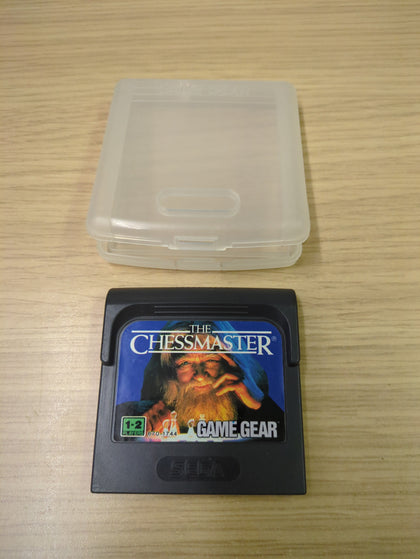 THE
CHESSMASTER®
1-2
GAME GEAR
SEGA